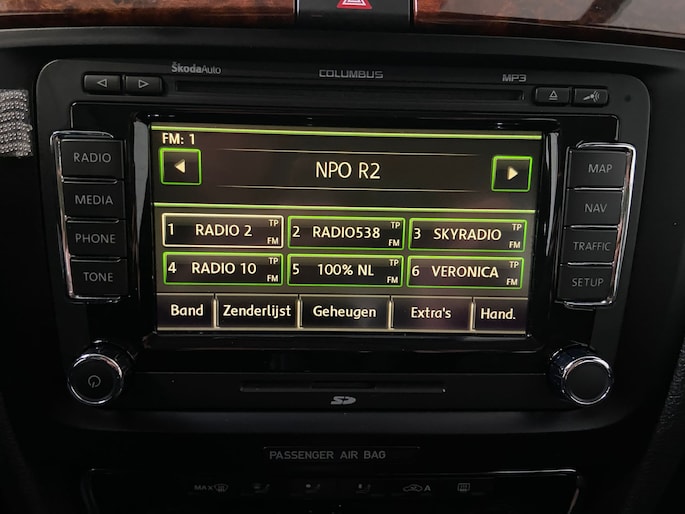 ŠkodaAuto COLUMBUS MP3
RADIO
MEDIA
PHONE
TONE
FM: 1
NPO R2
1 RADIO 2 TP FM
2 RADIO538 TP FM
3 SKYRADIO TP FM
4 RADIO 10 TP FM
5 100% NL TP FM
6 VERONICA TP FM
Band Zenderlijst Geheugen Extra's Hand.
MAP
NAV
TRAFFIC
SETUP
SD
PASSENGER AIR BAG
MAX A